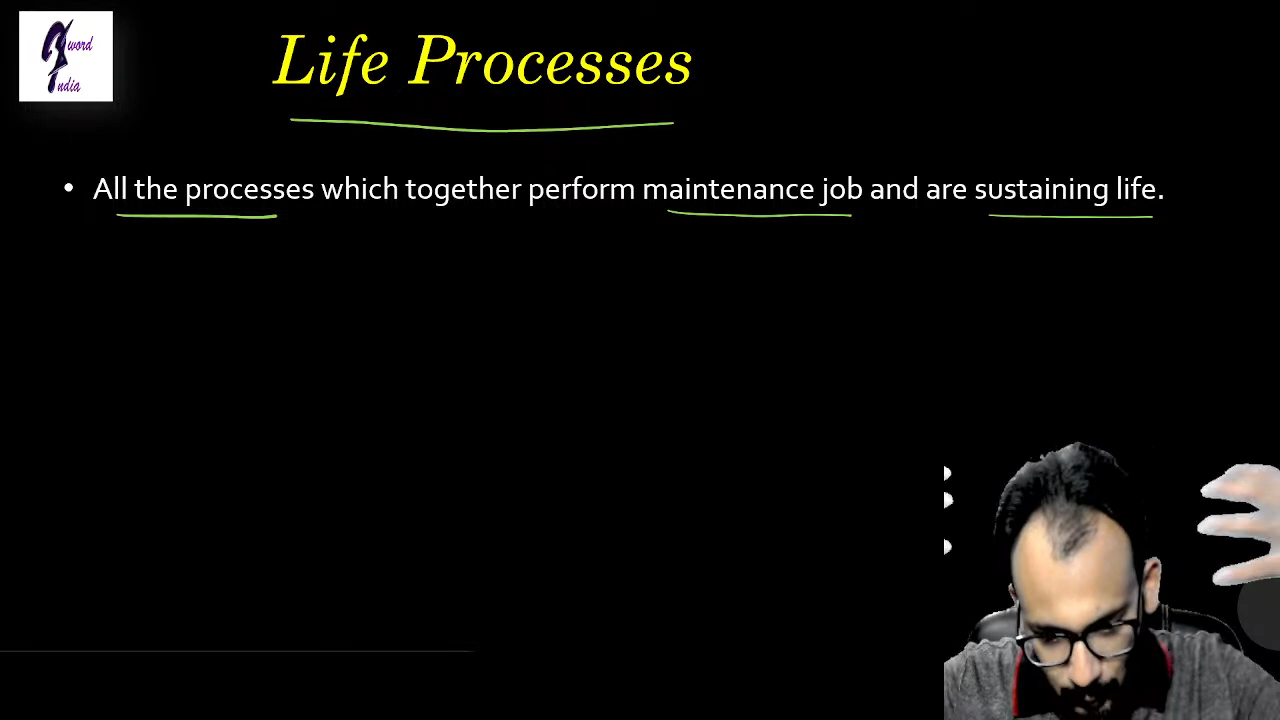 word
India
Life Processes
• All the processes which together perform maintenance job and are sustaining life.